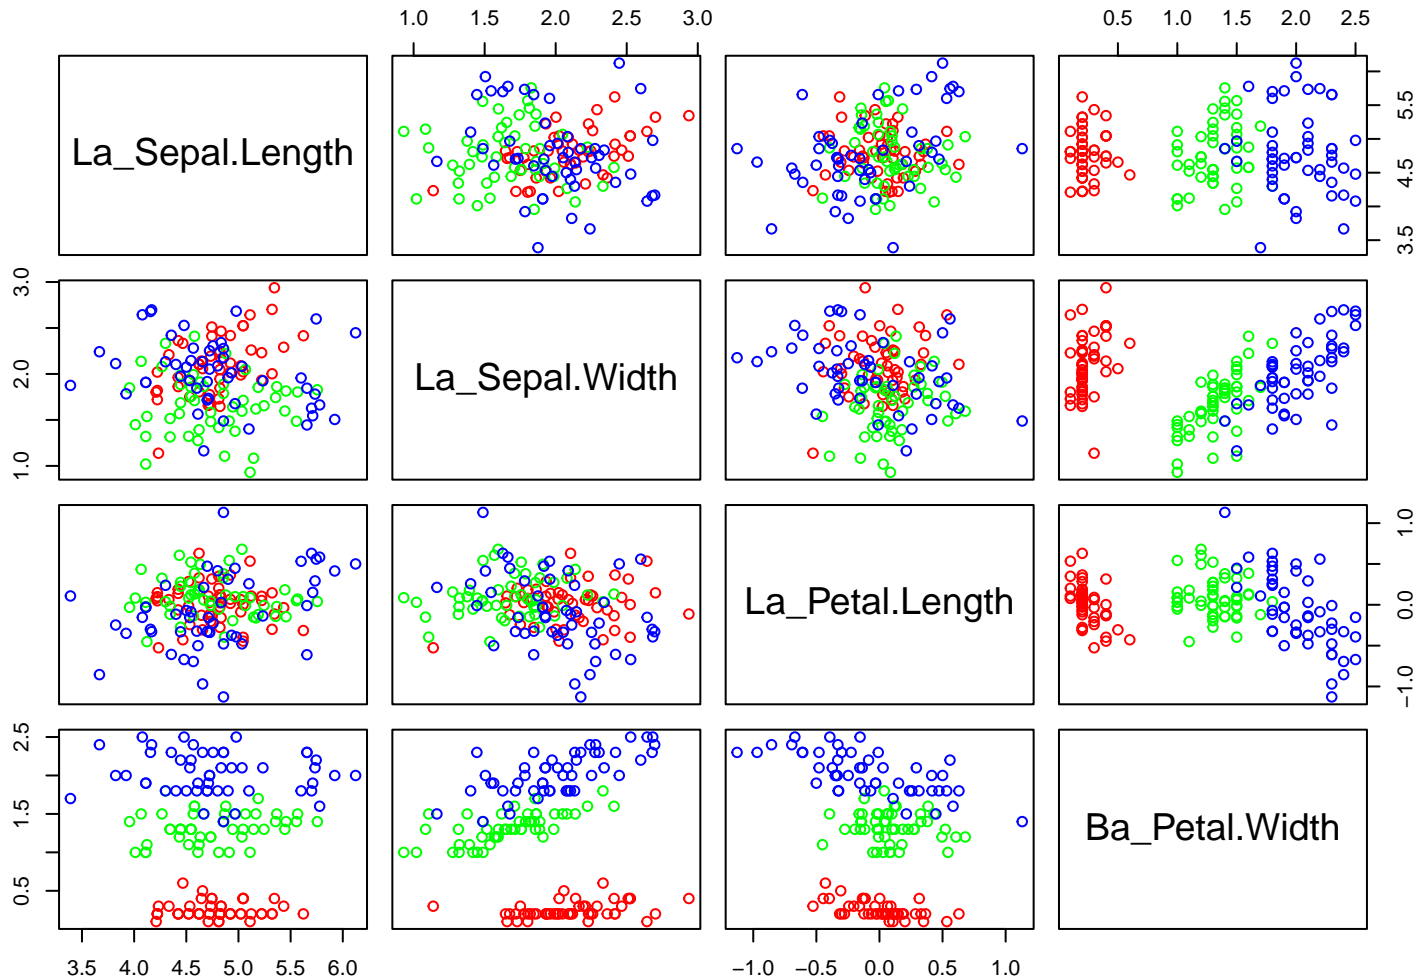 1.0 1.5 2.0 2.5 3.0 0.5 1.0 1.5 2.0 2.5
La_Sepal.Length
3.5 4.5 5.5
1.0 2.0 3.0
La_Sepal.Width
La_Petal.Length
-1.0 0.0 1.0
0.5 1.5 2.5
Ba_Petal.Width
3.5 4.0 4.5 5.0 5.5 6.0 -1.0 -0.5 0.0 0.5 1.0